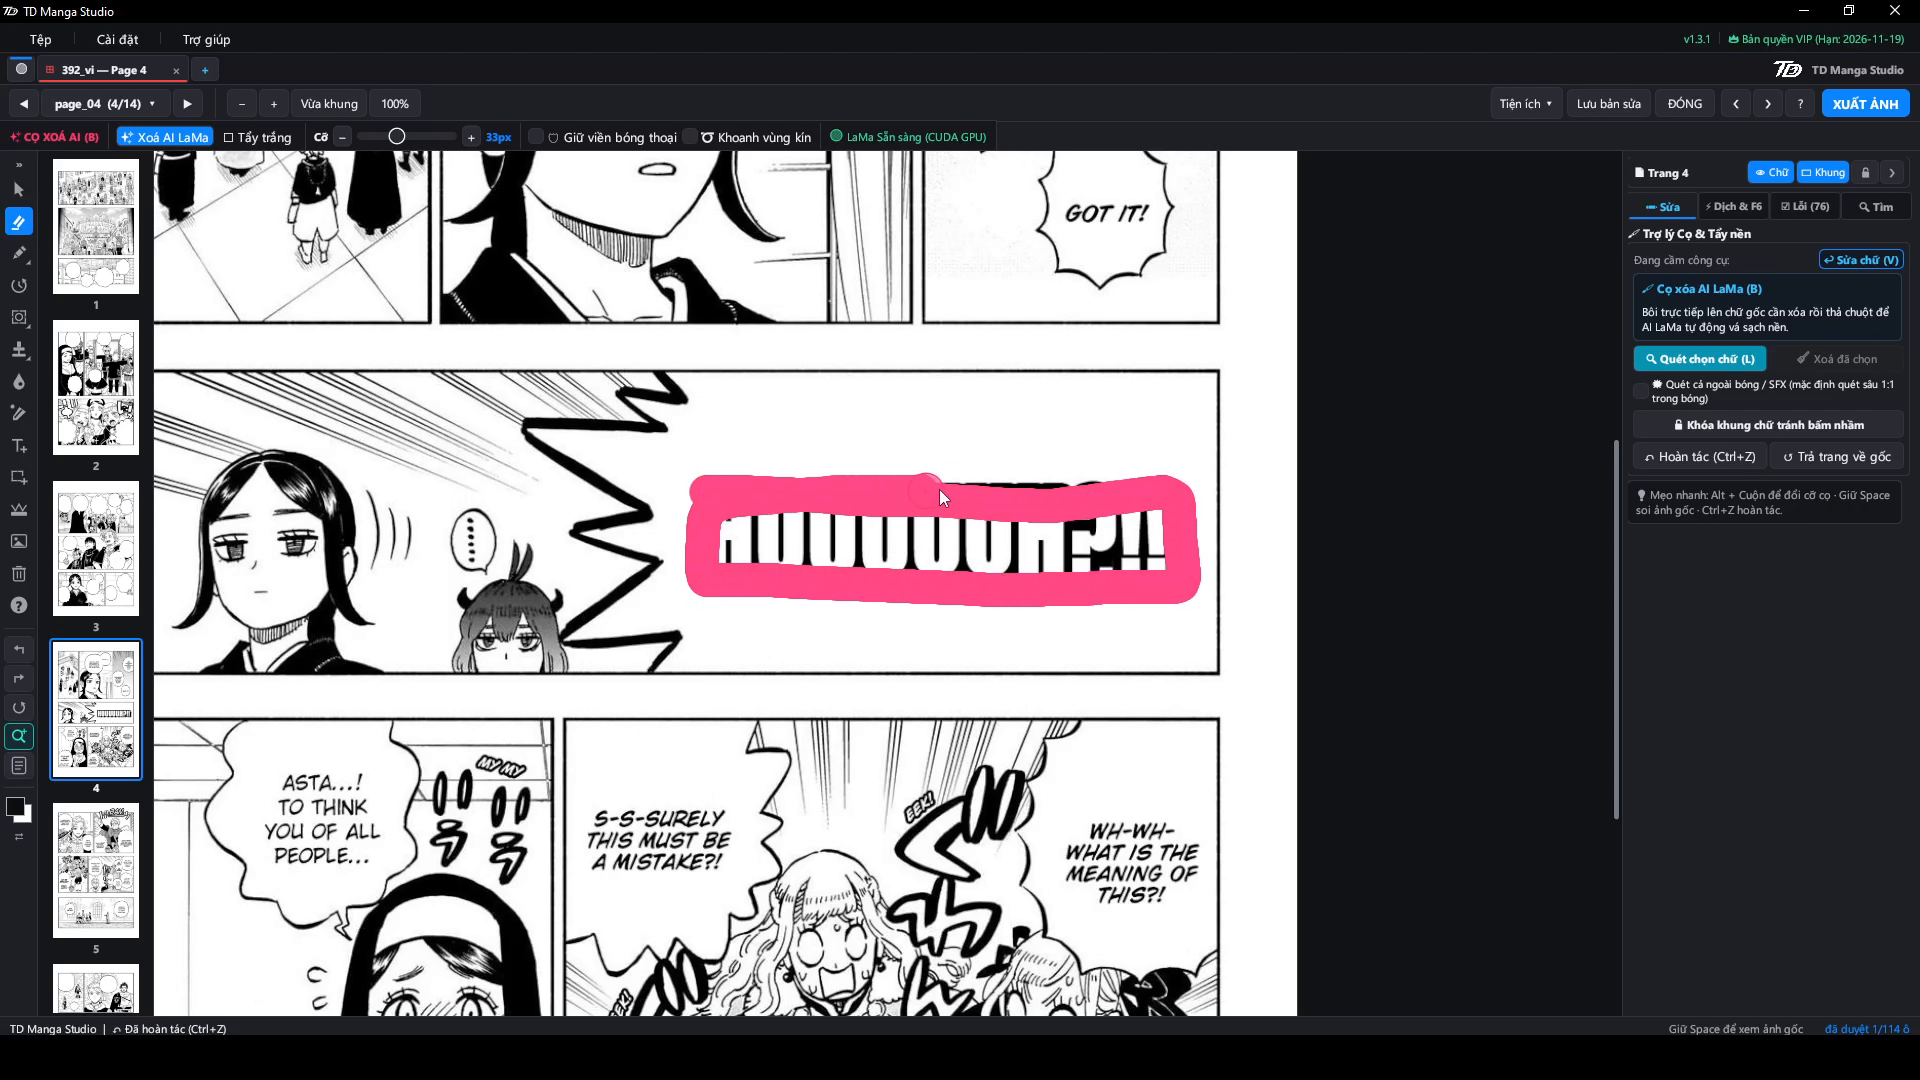 TD Manga Studio
Tệp
Cài đặt
Trợ giúp
v1.3.1
Bản quyền VIP (Hạn: 2026-11-19)
392_vi — Page 4
×
+
TD Manga Studio
page_04 (4/14)
−
+
Vừa khung
100%
Tiện ích
Lưu bản sửa
ĐÓNG
?
XUẤT ẢNH
CỌ XOÁ AI (B)
Xoá AI LaMa
Tẩy trắng
Cỡ
−
+
33px
Giữ viền bóng thoại
Khoanh vùng kín
LaMa Sẵn sàng (CUDA GPU)
1
2
3
4
5
GOT IT!
MY MY
ASTA...!
TO THINK
YOU OF ALL
PEOPLE...
S-S-SURELY
THIS MUST BE
A MISTAKE?!
EEK!
WH-WH-
WHAT IS THE
MEANING OF
THIS?!
EEK!
Trang 4
Chữ
Khung
Sửa
Dịch & F6
Lỗi (76)
Tìm
Trợ lý Cọ & Tẩy nền
Đang cầm công cụ:
Sửa chữ (V)
Cọ xóa AI LaMa (B)
Bôi trực tiếp lên chữ gốc cần xóa rồi thả chuột để
AI LaMa tự động vá sạch nền.
Quét chọn chữ (L)
Xoá đã chọn
Quét cả ngoài bóng / SFX (mặc định quét sâu 1:1
trong bóng)
Khóa khung chữ tránh bấm nhầm
Hoàn tác (Ctrl+Z)
Trả trang về gốc
Mẹo nhanh: Alt + Cuộn để đổi cỡ cọ · Giữ Space
soi ảnh gốc · Ctrl+Z hoàn tác.
TD Manga Studio | Đã hoàn tác (Ctrl+Z)
Giữ Space để xem ảnh gốc
đã duyệt 1/114 ô